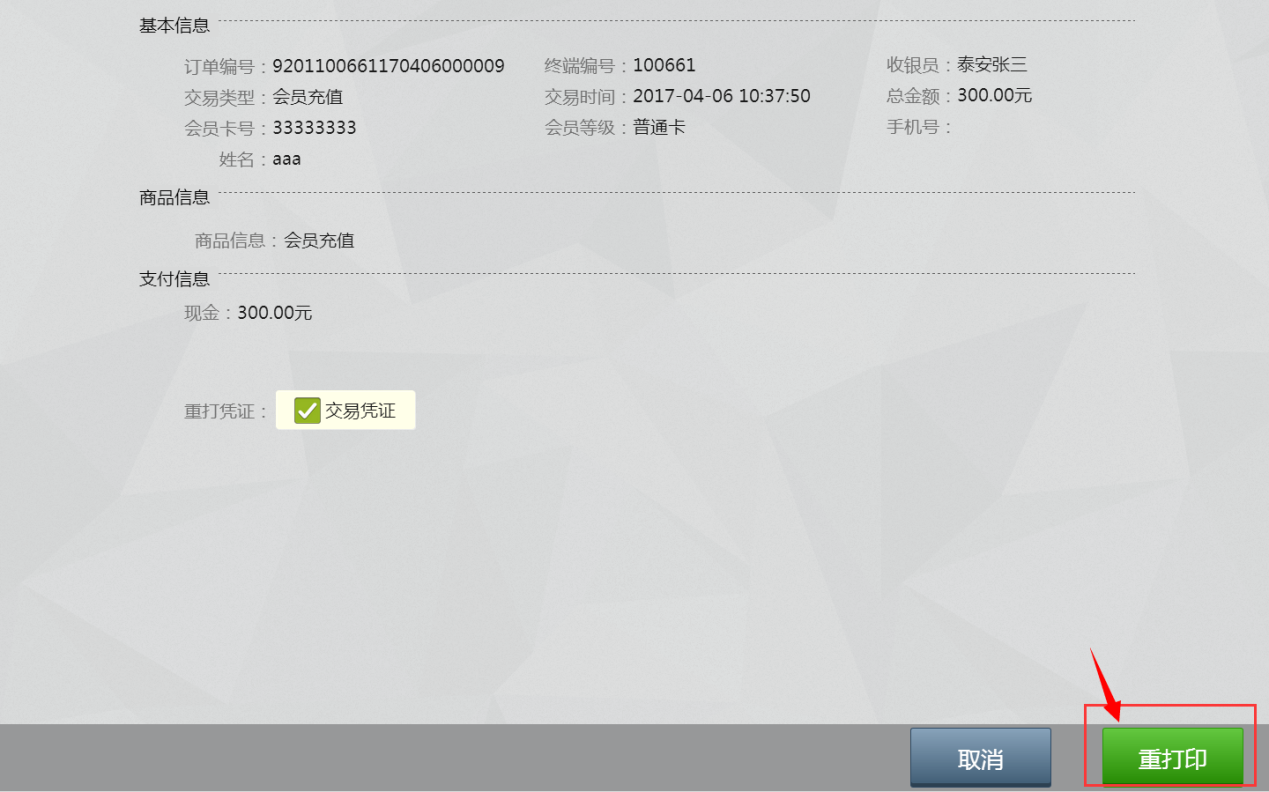 基本信息
订单编号：9201100661170406000009 终端编号：100661 收银员：泰安张三
交易类型：会员充值 交易时间：2017-04-06 10:37:50 总金额：300.00元
会员卡号：33333333 会员等级：普通卡 手机号：
姓名：aaa
商品信息
商品信息：会员充值
支付信息
现金：300.00元
重打凭证： 交易凭证
取消 重打印